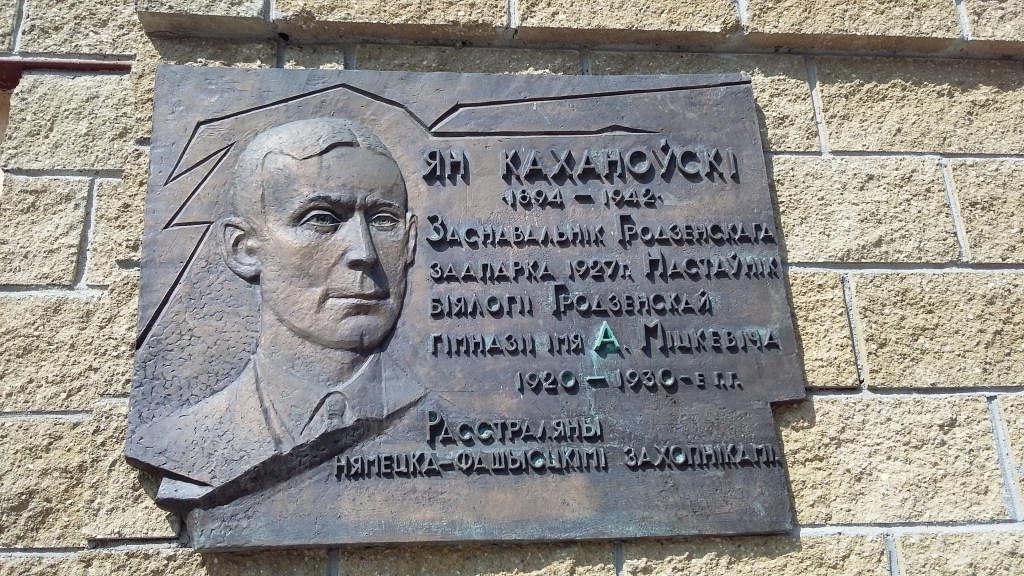 ЯН КАХАНОЎСКІ
1894 – 1942.
ЗАСНАВАЛЬНІК ГРОДЗЕНСКАГА
ЗААПАРКА 1927 г. НАСТАЎНІК
БІЯЛОГІІ ГРОДЗЕНСКАЙ
ГІМНАЗІІ ІМЯ А. МІЦКЕВІЧА
1920 – 1930-е г.г.
РАССТРАЛЯНЫ
НЯМЕЦКА-ФАШЫСЦКІМІ ЗАХОПНІКАМІ.